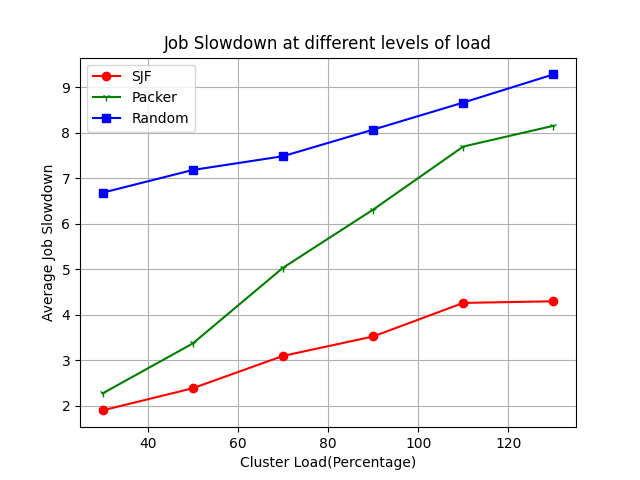 Job Slowdown at different levels of load
SJF
Packer
Random
9
8
7
6
5
4
3
2
Average Job Slowdown
40 60 80 100 120
Cluster Load(Percentage)